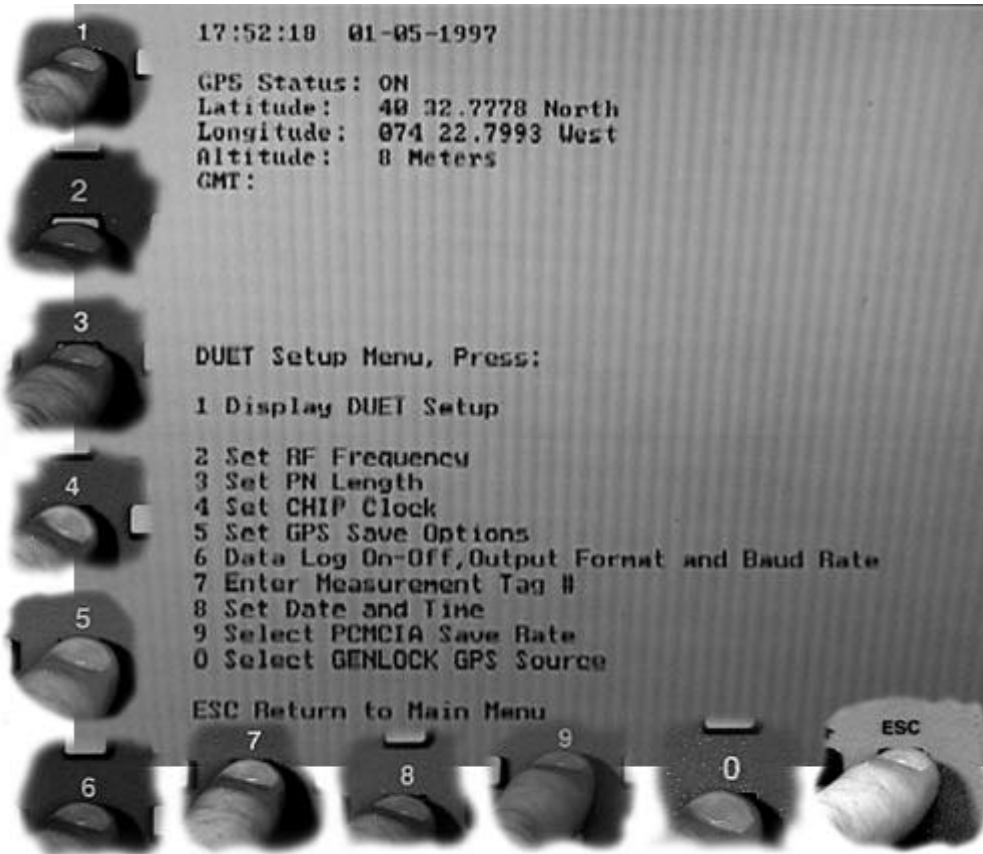 17:52:18 01-05-1997
GPS Status: ON
Latitude: 40 32.7778 North
Longitude: 074 22.7993 West
Altitude: 8 Meters
GMT:
DUET Setup Menu, Press:
1 Display DUET Setup
2 Set RF Frequency
3 Set PN Length
4 Set CHIP Clock
5 Set GPS Save Options
6 Data Log On-Off,Output Format and Baud Rate
7 Enter Measurement Tag #
8 Set Date and Time
9 Select PCMCIA Save Rate
0 Select GENLOCK GPS Source
ESC Return to Main Menu
1
2
3
4
5
6
7
8
9
0
ESC